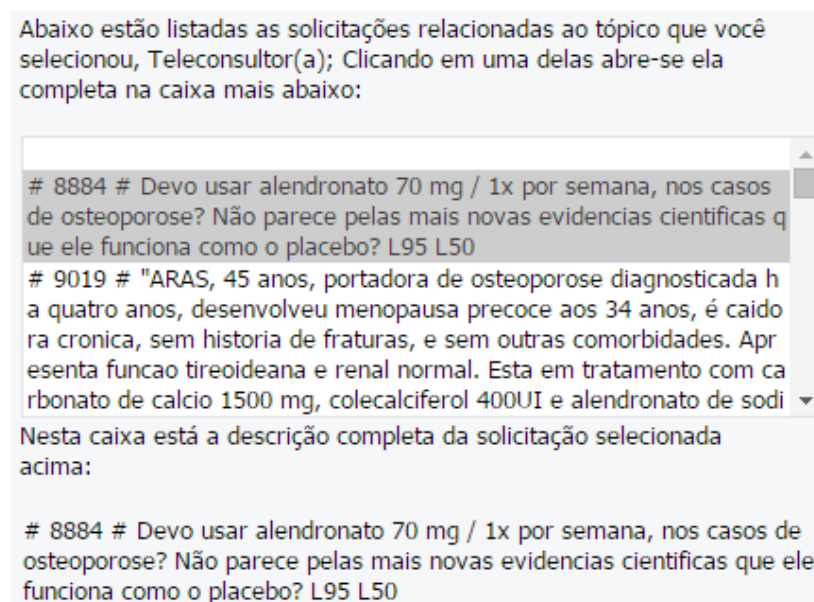 Abaixo estão listadas as solicitações relacionadas ao tópico que você
selecionou, Teleconsultor(a); Clicando em uma delas abre-se ela
completa na caixa mais abaixo:
# 8884 # Devo usar alendronato 70 mg / 1x por semana, nos casos
de osteoporose? Não parece pelas mais novas evidencias cientificas q
ue ele funciona como o placebo? L95 L50
# 9019 # "ARAS, 45 anos, portadora de osteoporose diagnosticada h
a quatro anos, desenvolveu menopausa precoce aos 34 anos, é caido
ra cronica, sem historia de fraturas, e sem outras comorbidades. Apr
esenta funcao tireoideana e renal normal. Esta em tratamento com ca
rbonato de calcio 1500 mg, colecalciferol 400UI e alendronato de sodi
Nesta caixa está a descrição completa da solicitação selecionada
acima:
# 8884 # Devo usar alendronato 70 mg / 1x por semana, nos casos de
osteoporose? Não parece pelas mais novas evidencias cientificas que ele
funciona como o placebo? L95 L50